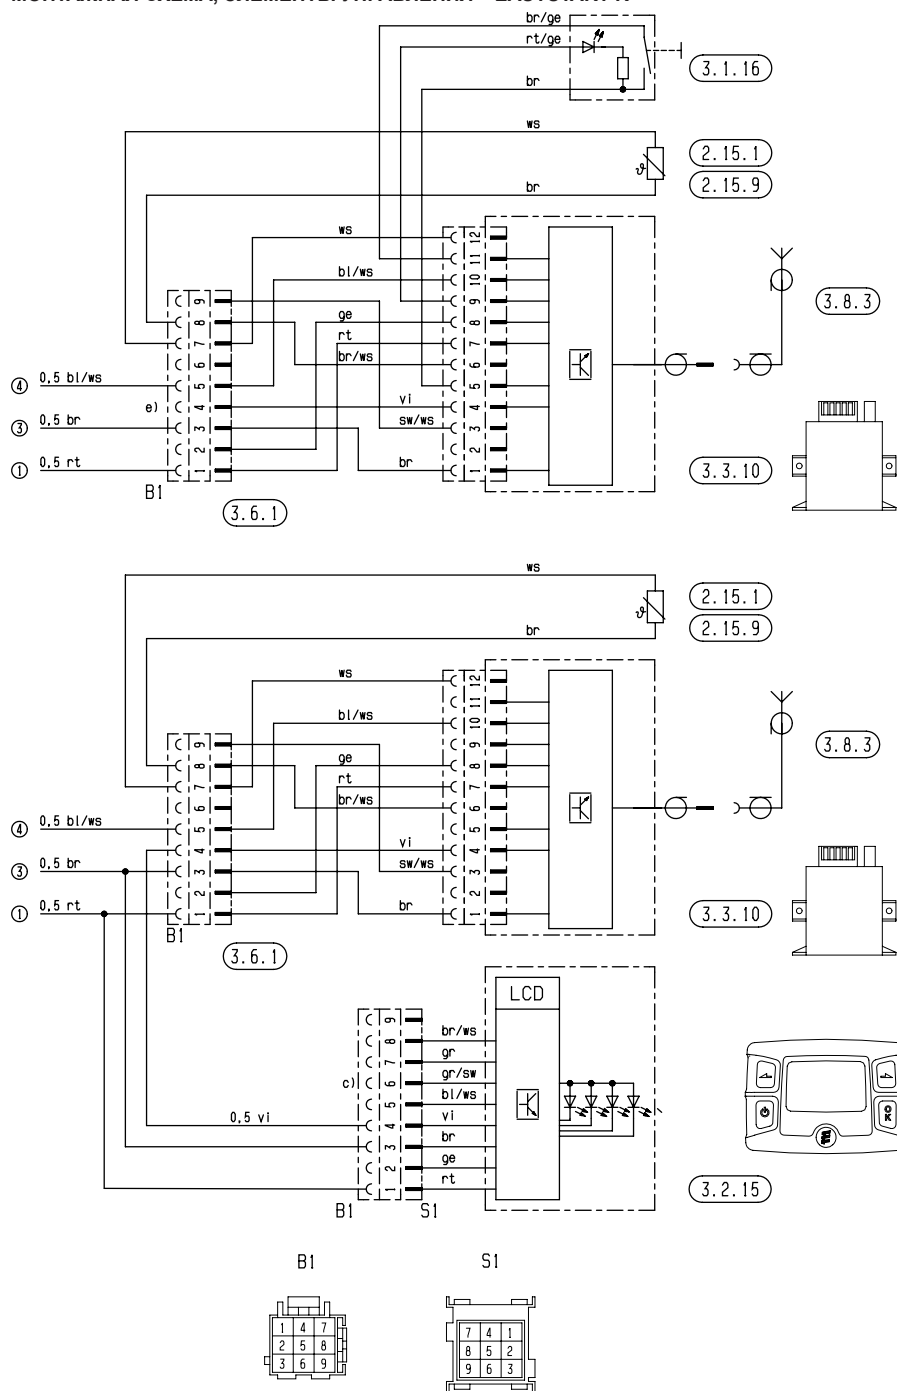 br/ge
rt/ge
3.1.16
br
ws
2.15.1
2.15.9
br
ws
12
11
bl/ws
10
3.8.3
9
9
8
ge
8
7
rt
7
6
br/ws
6
④ 0,5 bl/ws
5
5
e)
4
vi
4
③ 0,5 br
3
sw/ws
3
2
2
① 0,5 rt
1
br
1
3.3.10
B1
3.6.1
ws
2.15.1
2.15.9
br
ws
12
11
bl/ws
10
3.8.3
9
9
8
ge
8
7
rt
7
6
br/ws
6
④ 0,5 bl/ws
5
5
4
vi
4
③ 0,5 br
3
sw/ws
3
2
2
① 0,5 rt
1
br
1
3.3.10
B1
3.6.1
LCD
9
8
br/ws
7
gr
c)
6
gr/sw
5
bl/ws
OK
0,5 vi
4
vi
3
br
2
ge
1
rt
3.2.15
B1
S1
B1
S1
1 4 7
2 5 8
3 6 9
7 4 1
8 5 2
9 6 3